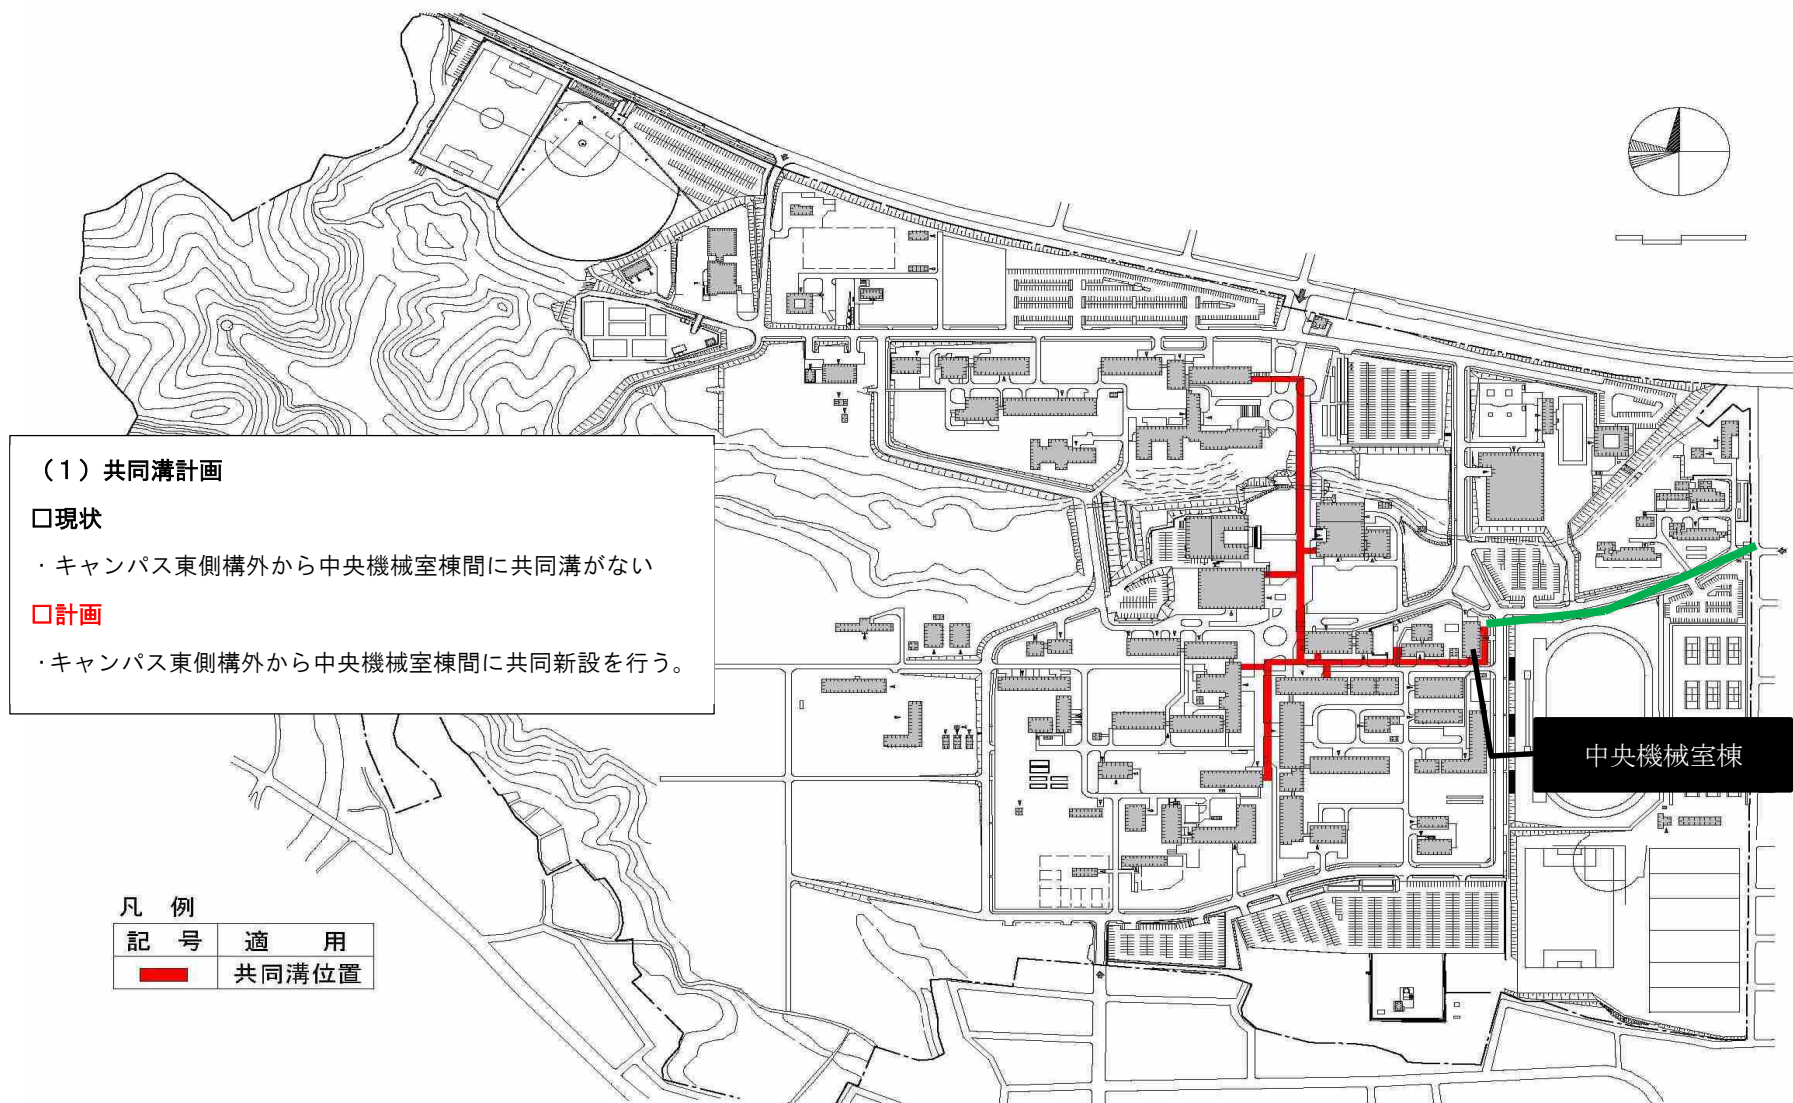 （1）共同溝計画
□現状
・キャンパス東側構外から中央機械室棟間に共同溝がない
□計画
・キャンパス東側構外から中央機械室棟間に共同新設を行う。
中央機械室棟
凡 例
記 号 適 用
共同溝位置